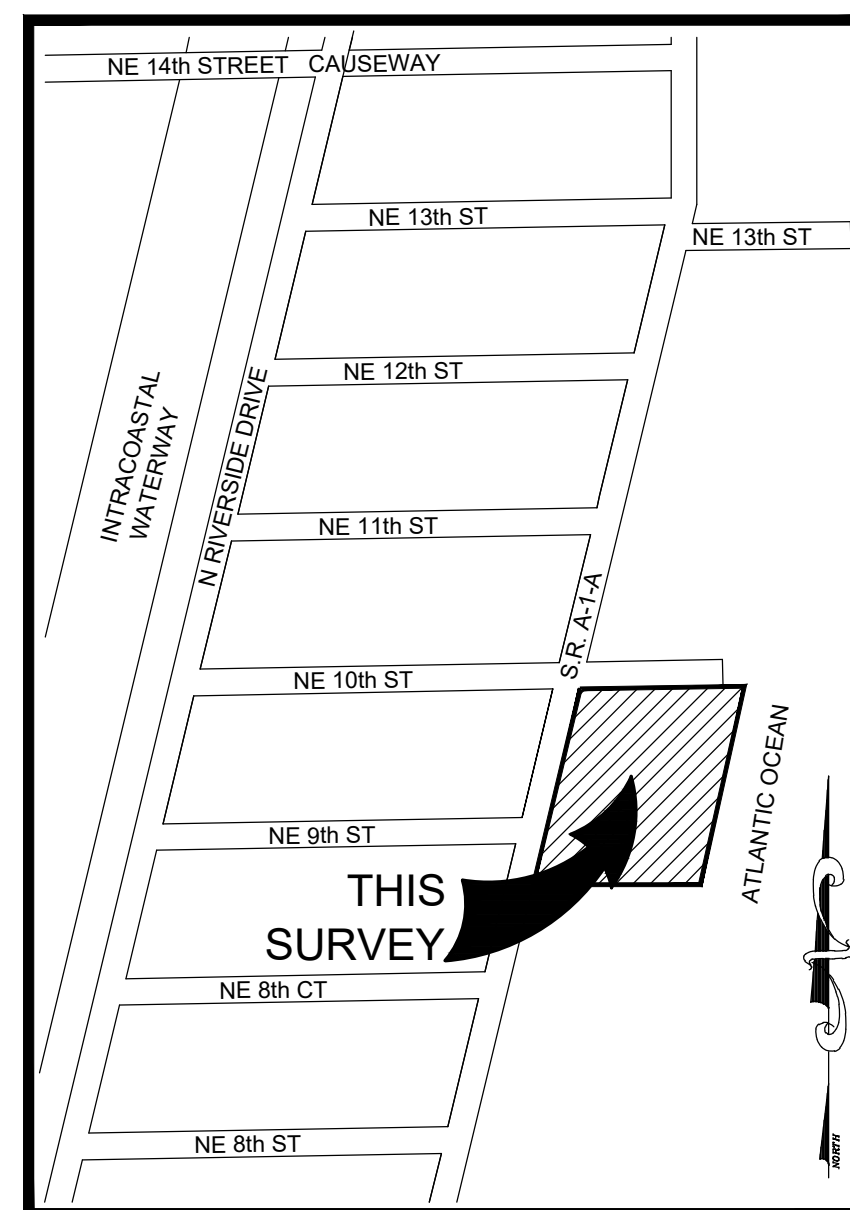 NE 14th STREET CAUSEWAY
NE 13th ST
NE 13th ST
NE 12th ST
INTRACOASTAL
WATERWAY
N RIVERSIDE DRIVE
NE 11th ST
S.R. A-1-A
NE 10th ST
ATLANTIC OCEAN
NE 9th ST
THIS
SURVEY
NE 8th CT
NE 8th ST
NORTH